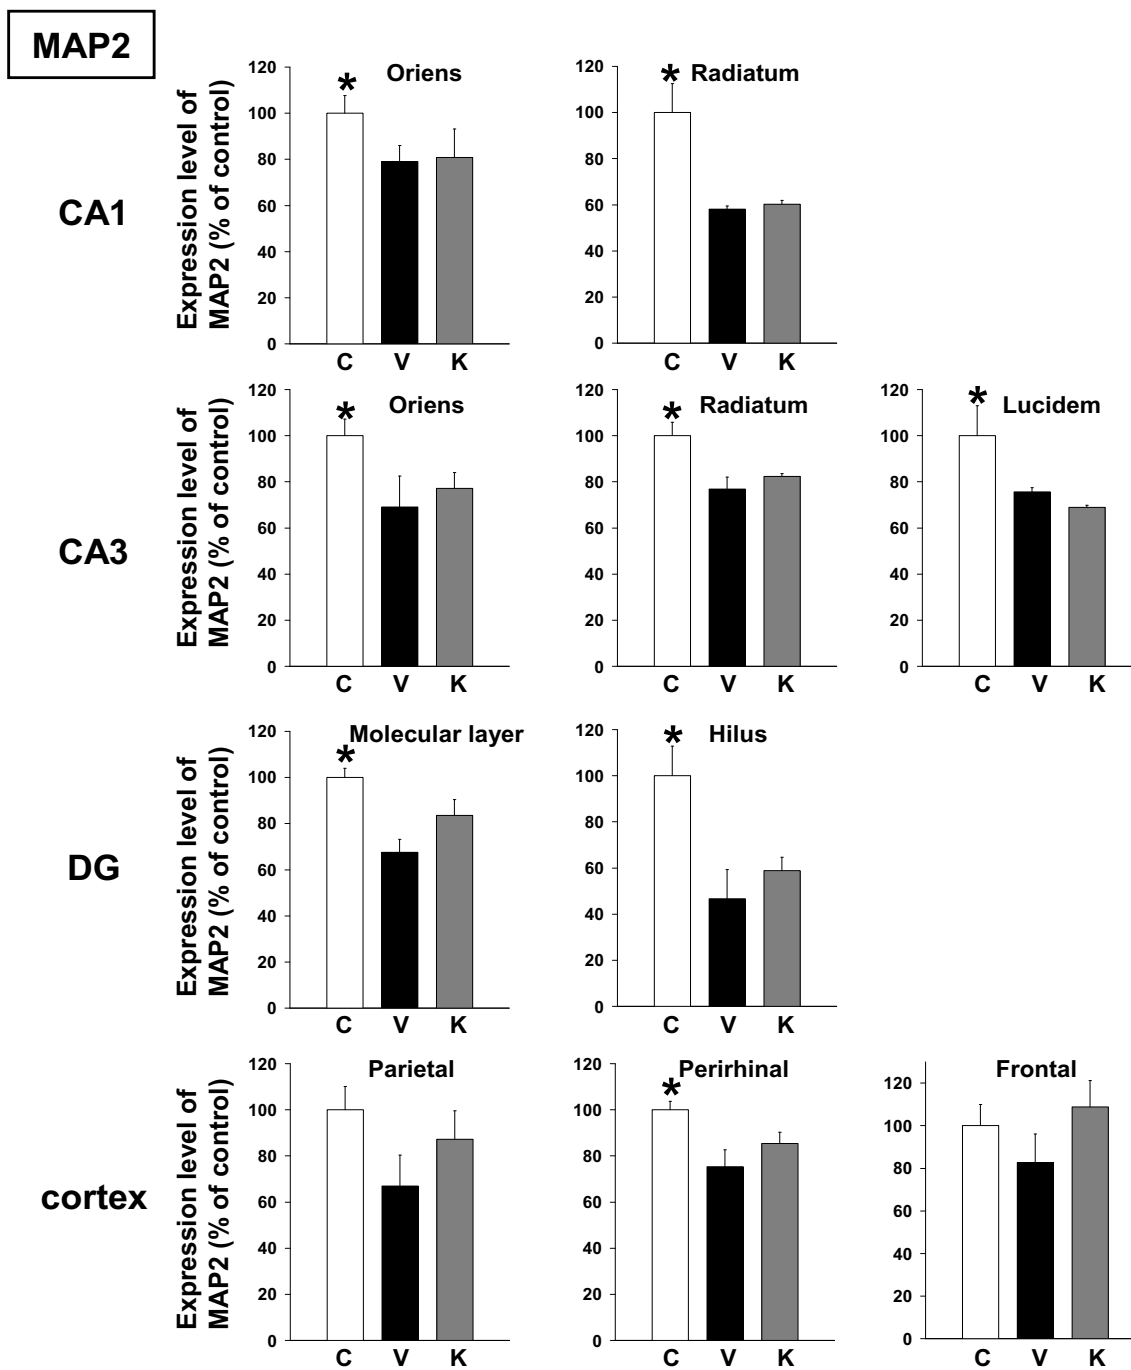 MAP2
CA1
Expression level of
MAP2 (% of control)
Oriens
*
120
100
80
60
40
20
0
C V K
Radiatum
*
120
100
80
60
40
20
0
C V K
CA3
Expression level of
MAP2 (% of control)
Oriens
*
120
100
80
60
40
20
0
C V K
Radiatum
*
120
100
80
60
40
20
0
C V K
Lucidem
*
120
100
80
60
40
20
0
C V K
DG
Expression level of
MAP2 (% of control)
Molecular layer
*
120
100
80
60
40
20
0
C V K
Hilus
*
120
100
80
60
40
20
0
C V K
cortex
Expression level of
MAP2 (% of control)
Parietal
120
100
80
60
40
20
0
C V K
Perirhinal
*
120
100
80
60
40
20
0
C V K
Frontal
120
100
80
60
40
20
0
C V K